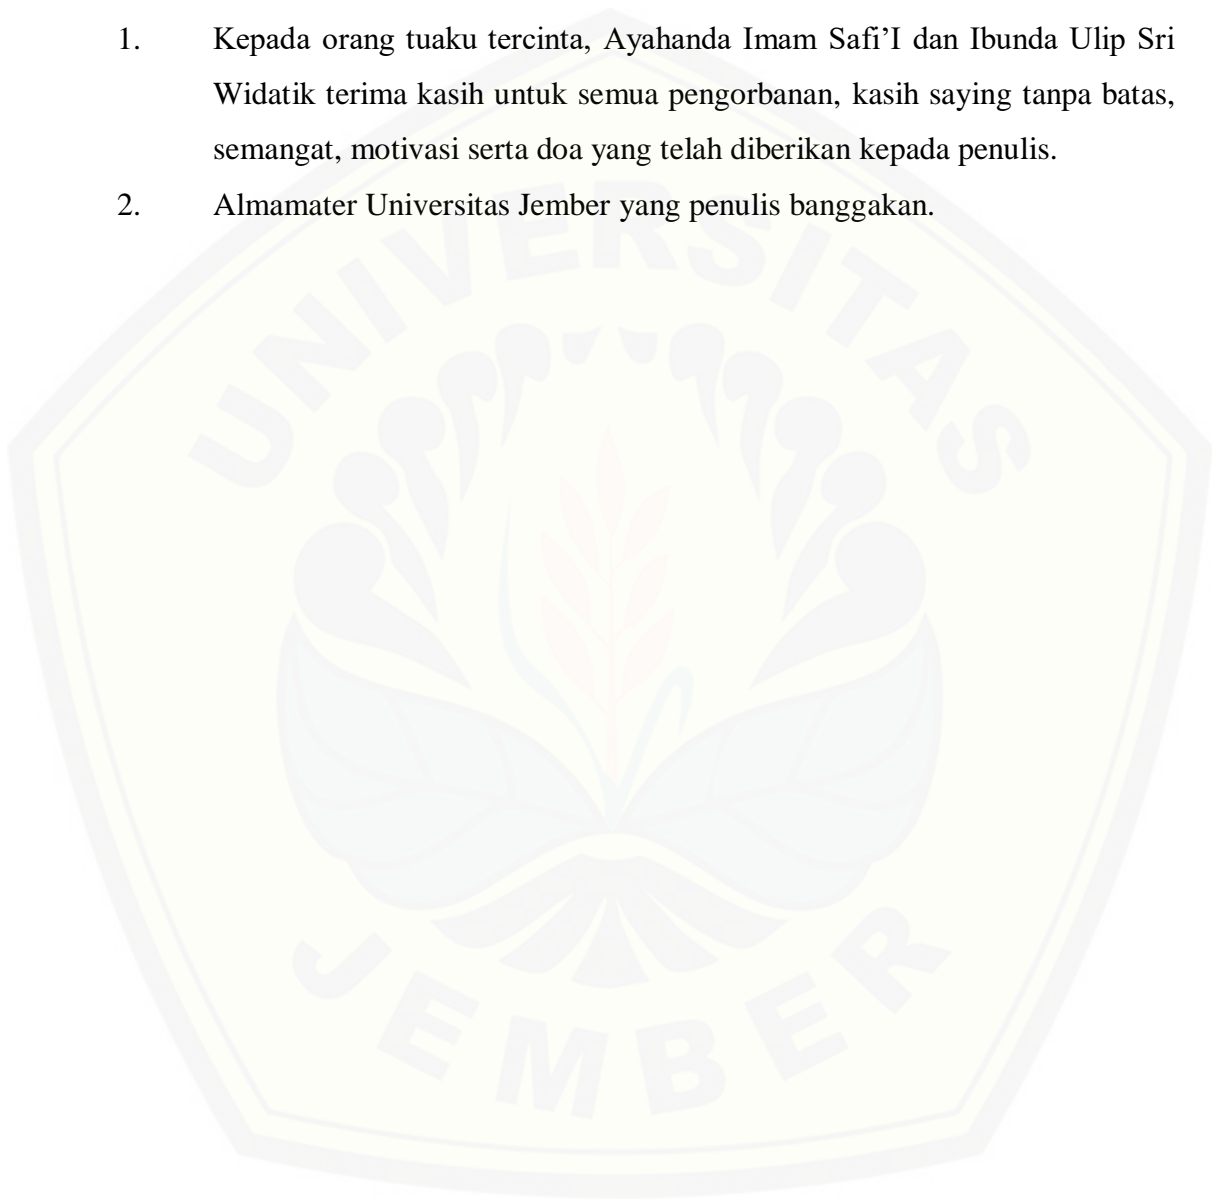 1. Kepada orang tuaku tercinta, Ayahanda Imam Safi’I dan Ibunda Ulip Sri
Widatik terima kasih untuk semua pengorbanan, kasih saying tanpa batas,
semangat, motivasi serta doa yang telah diberikan kepada penulis.
2. Almamater Universitas Jember yang penulis banggakan.
UNIVERSITAS
JEMBER